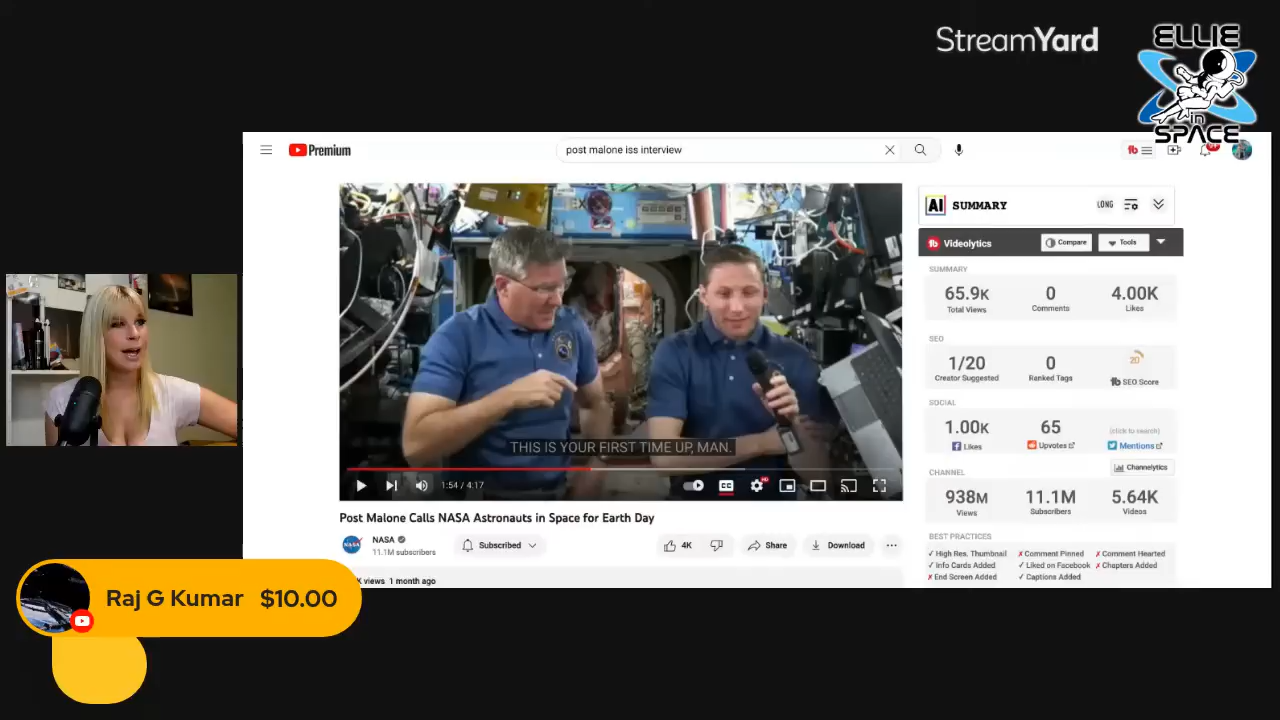 StreamYard
ELLIE
in
SPACE
Premium
post malone iss interview
9+
AI SUMMARY LONG
Videolytics Compare Tools
SUMMARY
65.9K 0 4.00K
Total Views Comments Likes
SEO
1/20 0 20
Creator Suggested Ranked Tags SEO Score
SOCIAL
1.00K 65 (click to search)
Likes Upvotes Mentions
Channelytics
CHANNEL
938M 11.1M 5.64K
Views Subscribers Videos
BEST PRACTICES
✓ High Res. Thumbnail ✗ Comment Pinned ✗ Comment Hearted
✓ Info Cards Added ✓ Liked on Facebook ✗ Chapters Added
✗ End Screen Added ✓ Captions Added
THIS IS YOUR FIRST TIME UP, MAN.
1:54 / 4:17 CC HD
Post Malone Calls NASA Astronauts in Space for Earth Day
NASA
11.1M subscribers
Subscribed
4K Share Download
K views 1 month ago
Raj G Kumar $10.00